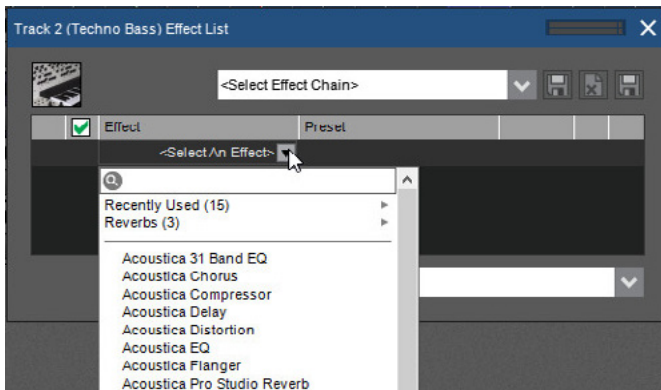 Track 2 (Techno Bass) Effect List
<Select Effect Chain>
Effect Preset
<Select An Effect>
Recently Used (15)
Reverbs (3)
Acoustica 31 Band EQ
Acoustica Chorus
Acoustica Compressor
Acoustica Delay
Acoustica Distortion
Acoustica EQ
Acoustica Flanger
Acoustica Pro Studio Reverb